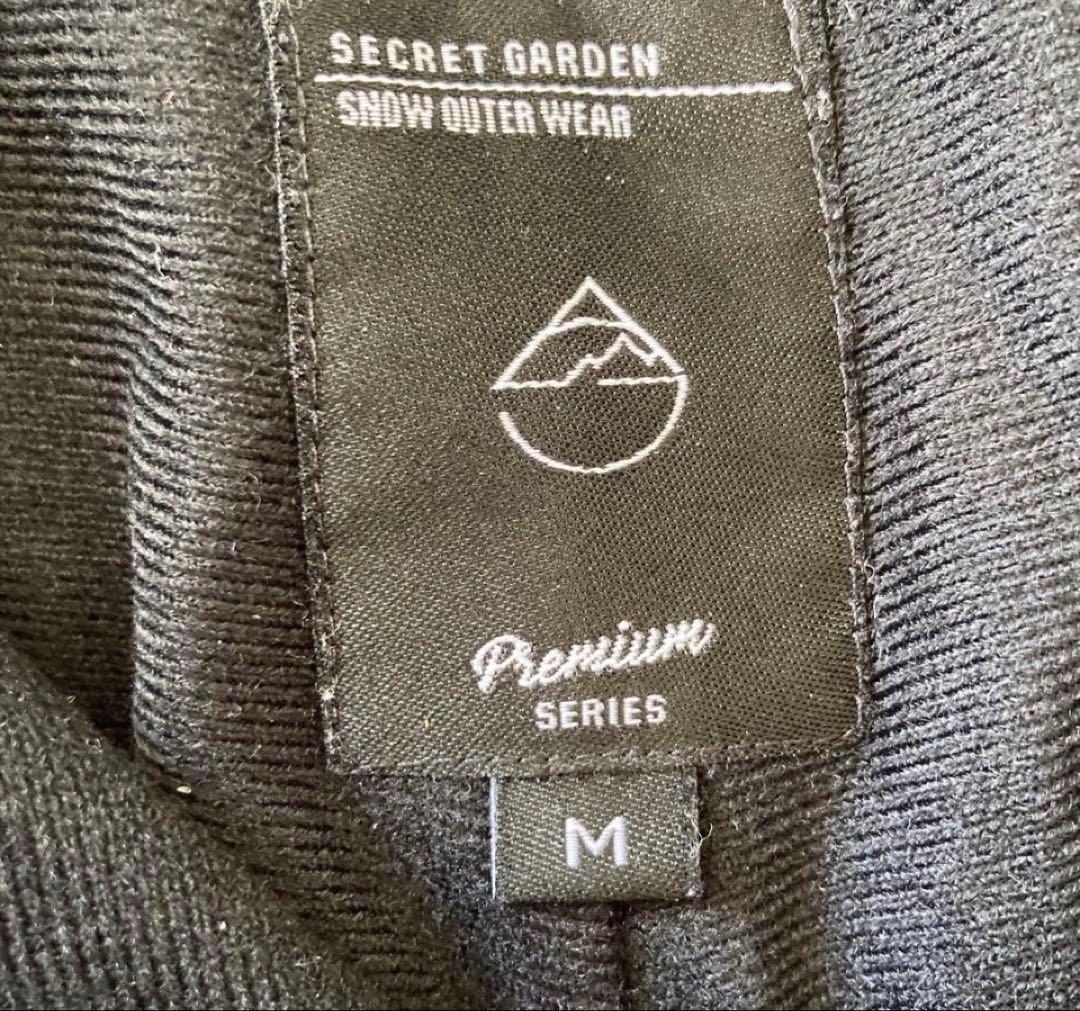 SECRET GARDEN
SNOW OUTER WEAR
Premium
SERIES
M